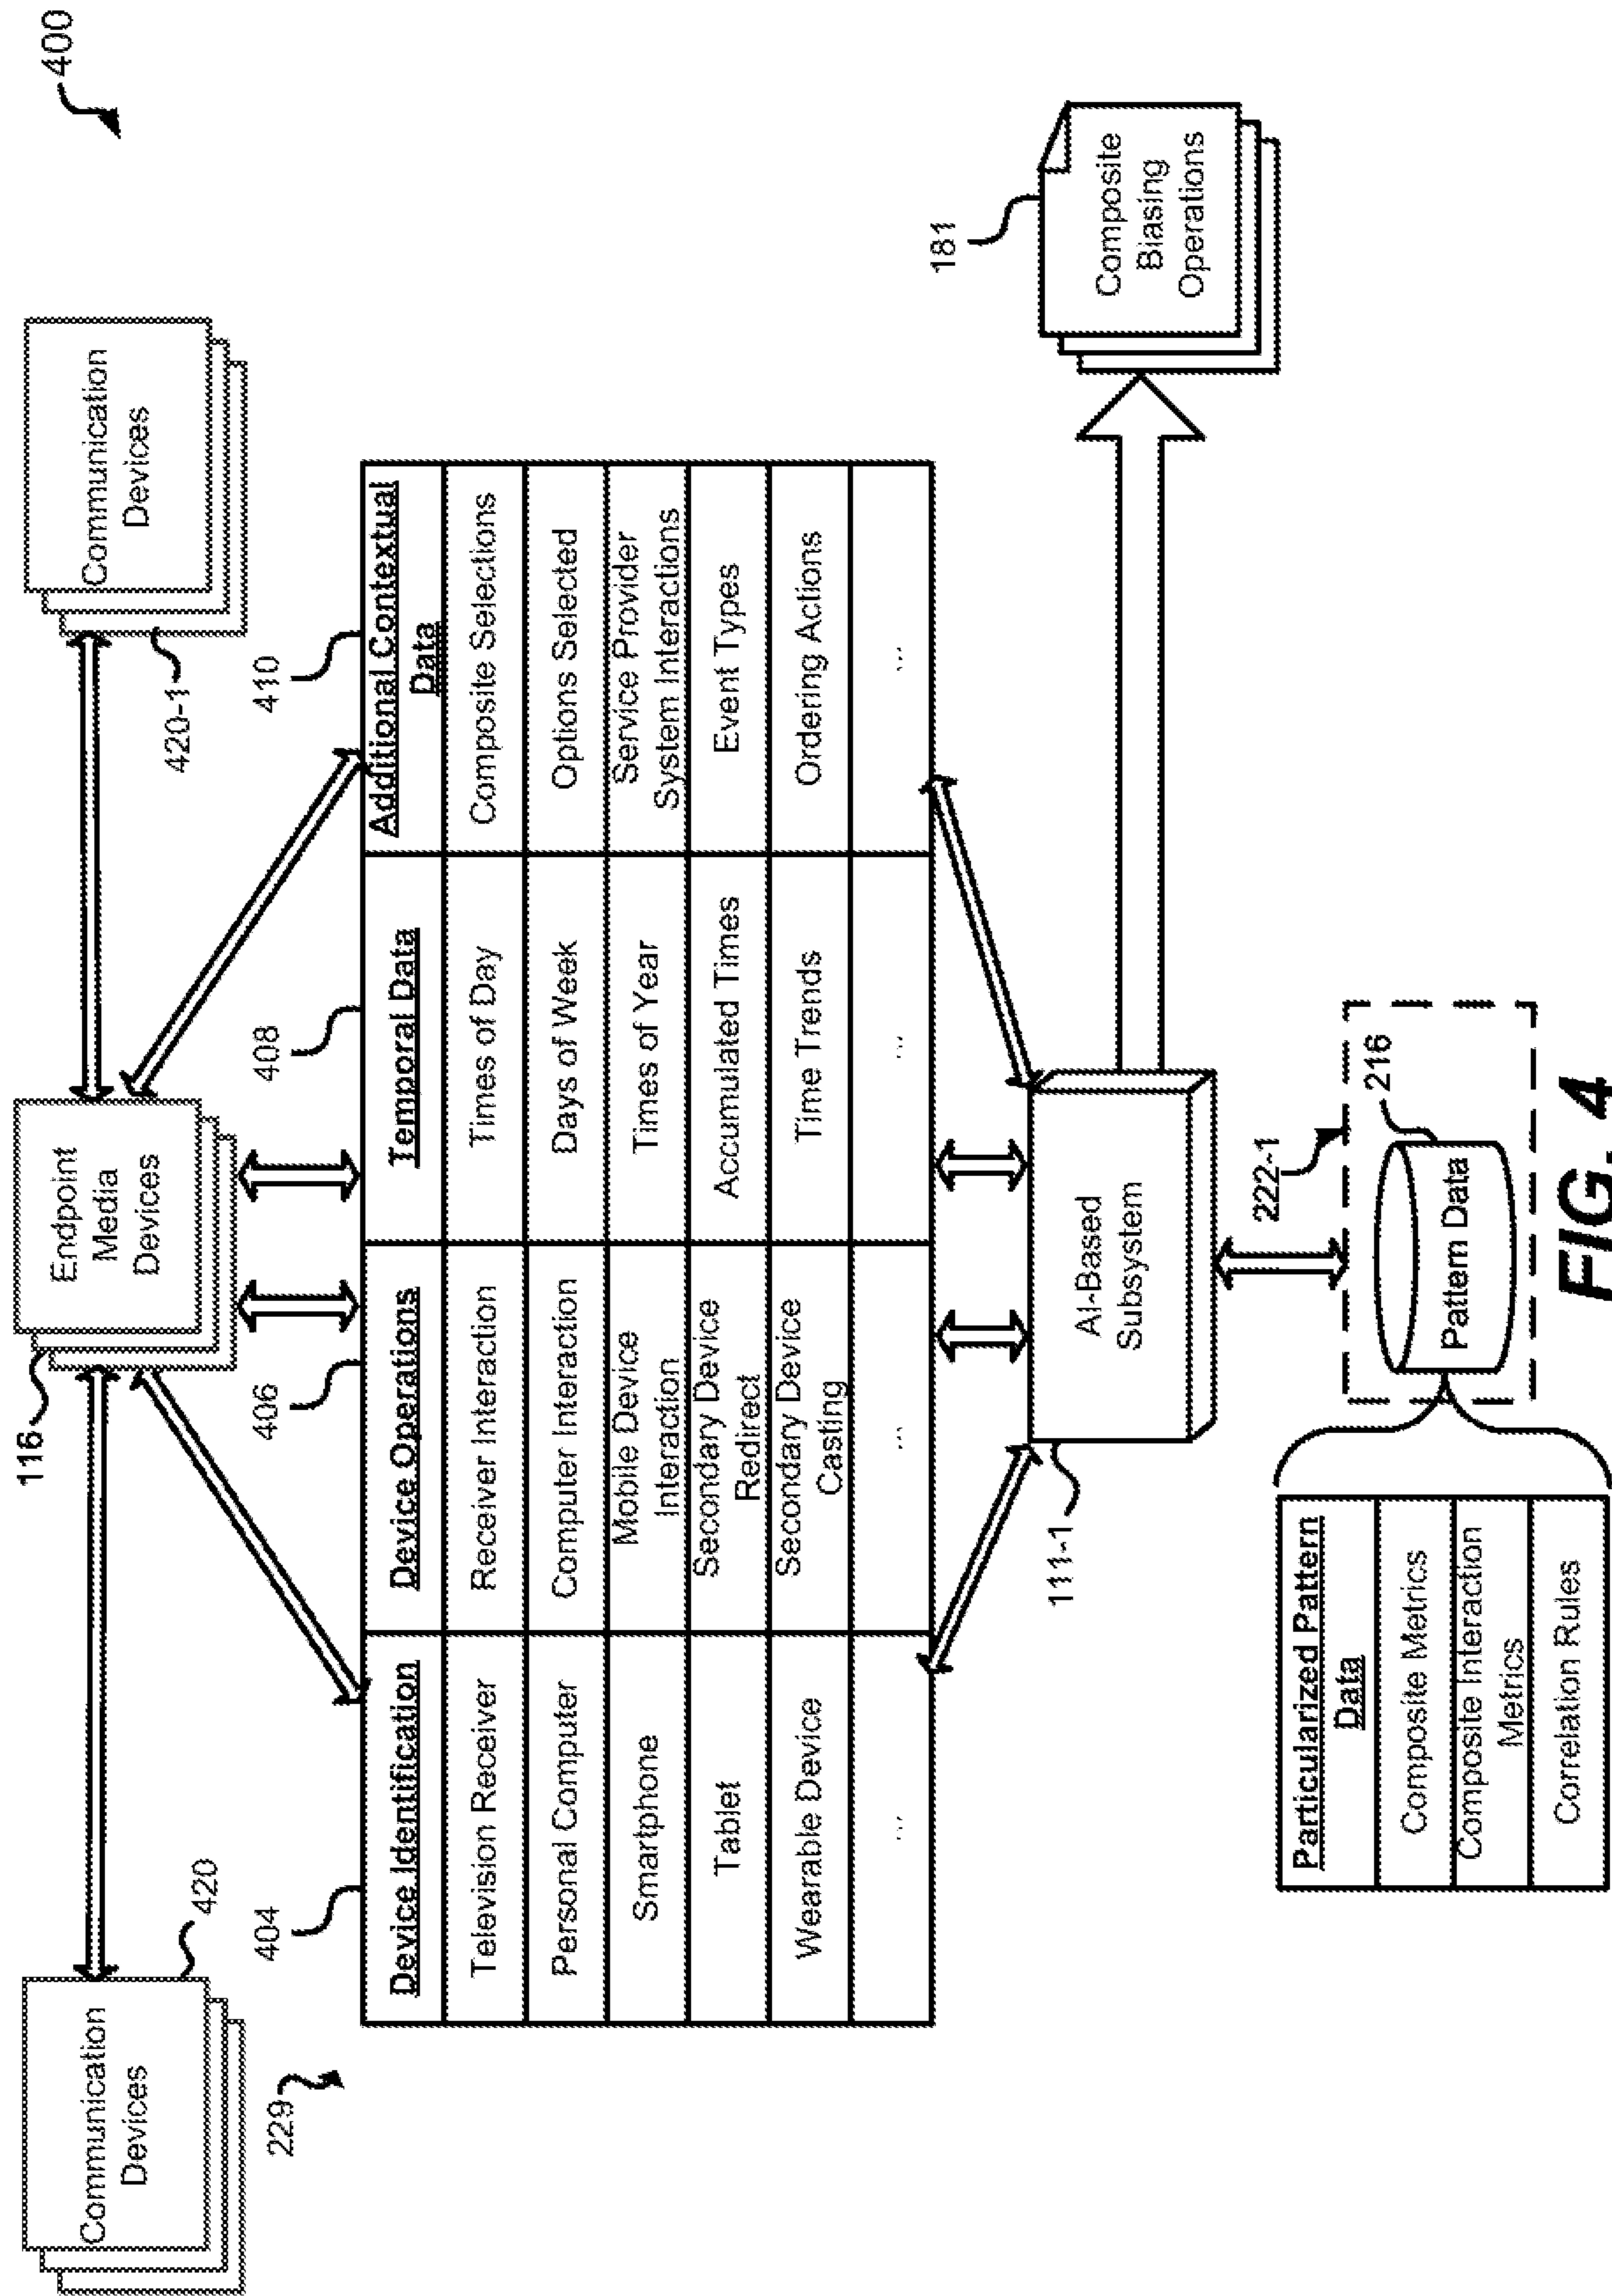 400
Communication
Devices
420
116
Endpoint
Media
Devices
Communication
Devices
420-1
229
404
406
408
410
Device Identification
Device Operations
Temporal Data
Additional Contextual
Data
Television Receiver
Receiver Interaction
Times of Day
Composite Selections
Personal Computer
Computer Interaction
Days of Week
Options Selected
Smartphone
Mobile Device
Interaction
Times of Year
Service Provider
System Interactions
Tablet
Secondary Device
Redirect
Accumulated Times
Event Types
Wearable Device
Secondary Device
Casting
Time Trends
Ordering Actions
...
...
...
...
111-1
AI-Based
Subsystem
181
Composite
Biasing
Operations
222-1
216
Pattern Data
Particularized Pattern
Data
Composite Metrics
Composite Interaction
Metrics
Correlation Rules
FIG. 4